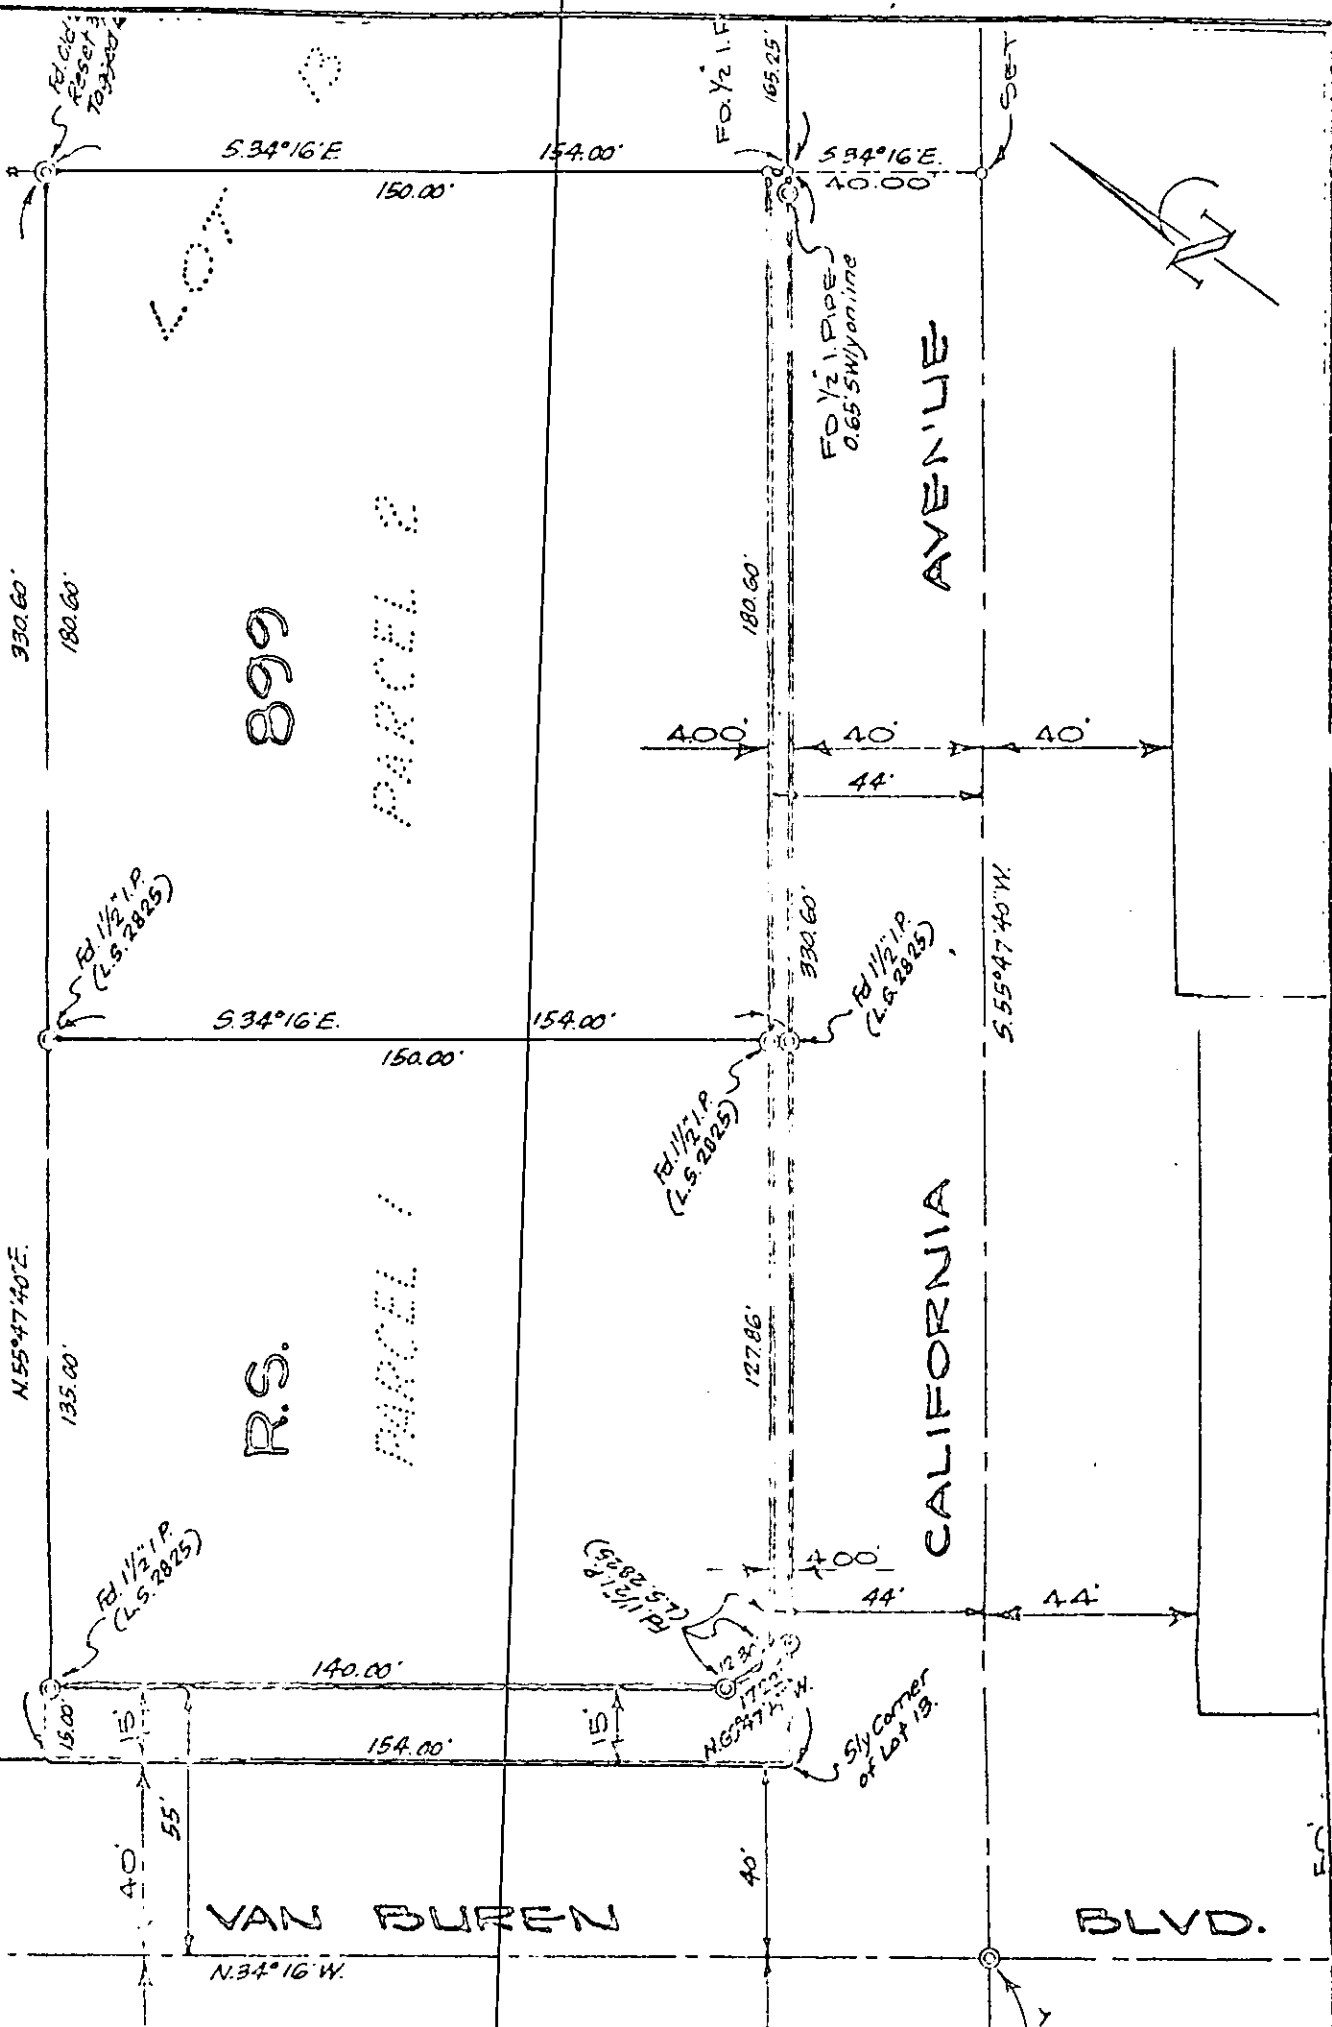 Reset
S.34°16'E.
154.00'
150.00'
LOT
13
Fo. 1/2 I.P
165.25'
S34°16'E.
40.00'
SET
Fo 1/2" I. Pipe
0.65' Swly on line
AVENUE
330.60'
180.60'
899
PARCEL 2
180.60'
4.00'
40'
40'
44'
Fd. 1 1/2" I.P.
(L.S. 2825)
S.34°16'E.
154.00'
150.00'
330.60'
Fd 1 1/2" I.P.
(L.S. 2825)
S.55°47'40"W.
Fd. 1 1/2" I.P.
(L.S. 2825)
N.55°47'40"E.
135.00'
R.S.
PARCEL 1
127.86'
CALIFORNIA
Fd. 1 1/2" I.P.
(L.S. 2825)
Fd 1 1/2" I.P.
(L.S. 2825)
4.00'
44'
44'
140.00'
15.00'
15'
15'
154.00'
Sly Corner
of Lot 13.
40'
55'
40'
VAN BUREN
BLVD.
N.34°16'W.